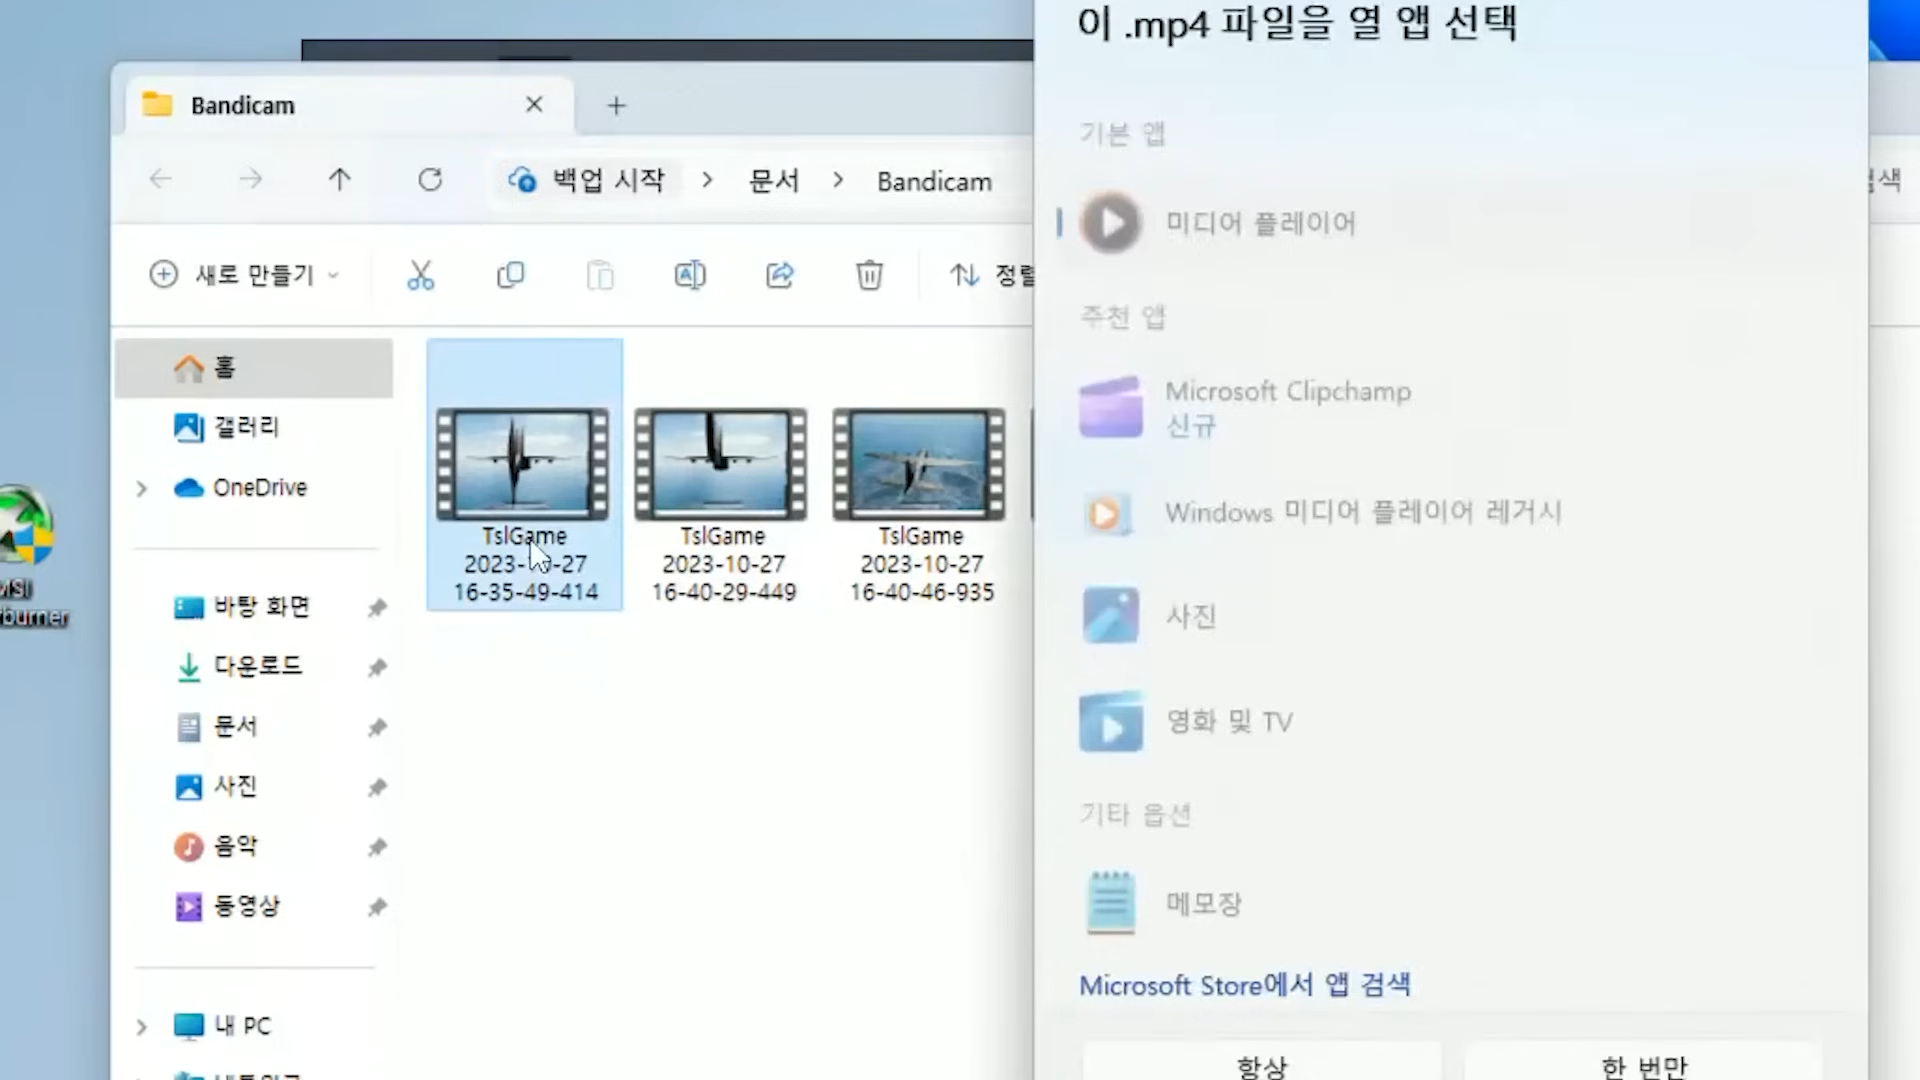 Bandicam
백업 시작
문서
Bandicam
새로 만들기
홈
갤러리
OneDrive
바탕 화면
다운로드
문서
사진
음악
동영상
내 PC
TslGame
2023-10-27
16-35-49-414
TslGame
2023-10-27
16-40-29-449
TslGame
2023-10-27
16-40-46-935
이 .mp4 파일을 열 앱 선택
기본 앱
미디어 플레이어
추천 앱
Microsoft Clipchamp
신규
Windows 미디어 플레이어 레거시
사진
영화 및 TV
기타 옵션
메모장
Microsoft Store에서 앱 검색
항상
한 번만